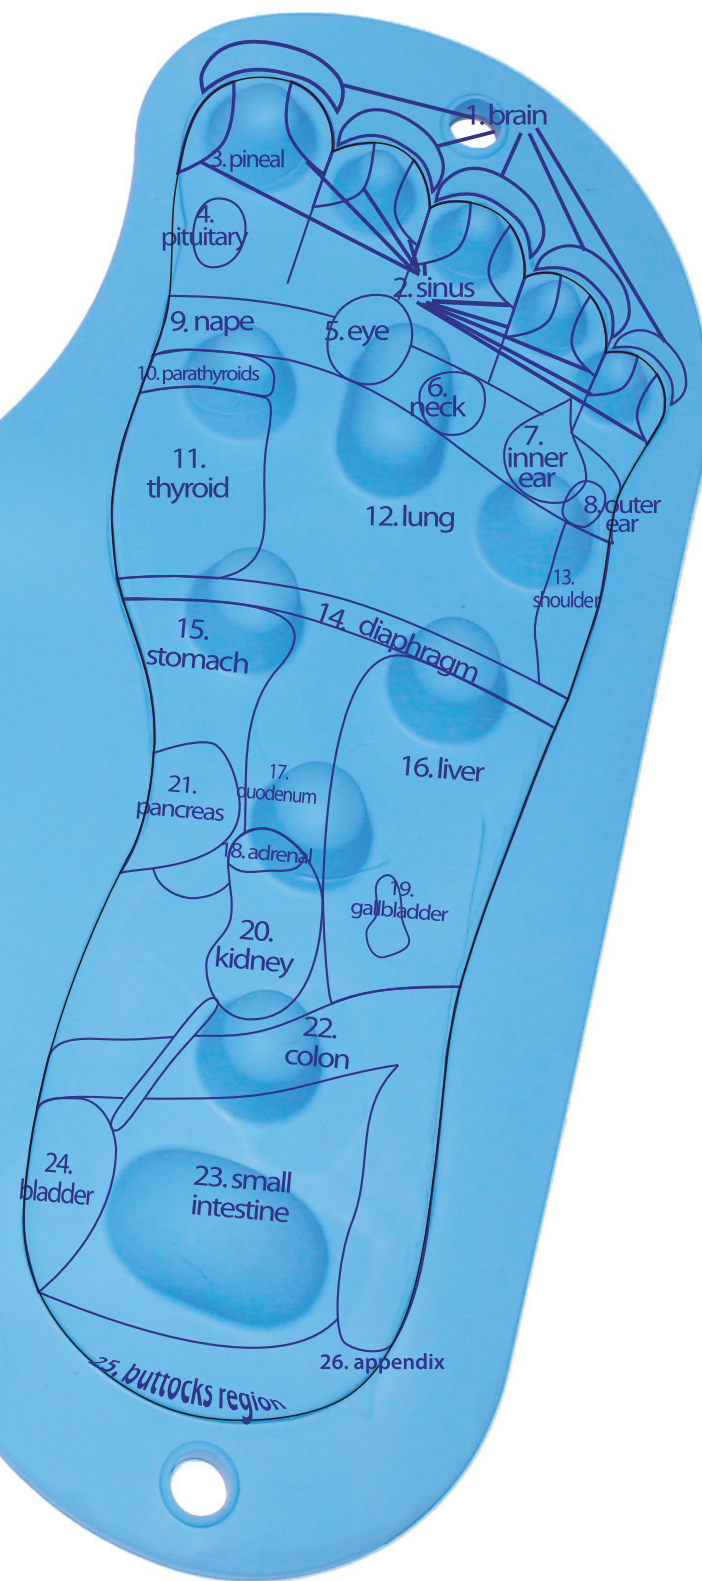 1. brain
3. pineal
4.
pituitary
2. sinus
9. nape
5. eye
10. parathyroids
6.
neck
7.
inner
ear
8. outer
ear
11.
thyroid
12. lung
13.
shoulder
14. diaphragm
15.
stomach
16. liver
17.
duodenum
21.
pancreas
18. adrenal
19.
gallbladder
20.
kidney
22.
colon
24.
bladder
23. small
intestine
25. buttocks region
26. appendix